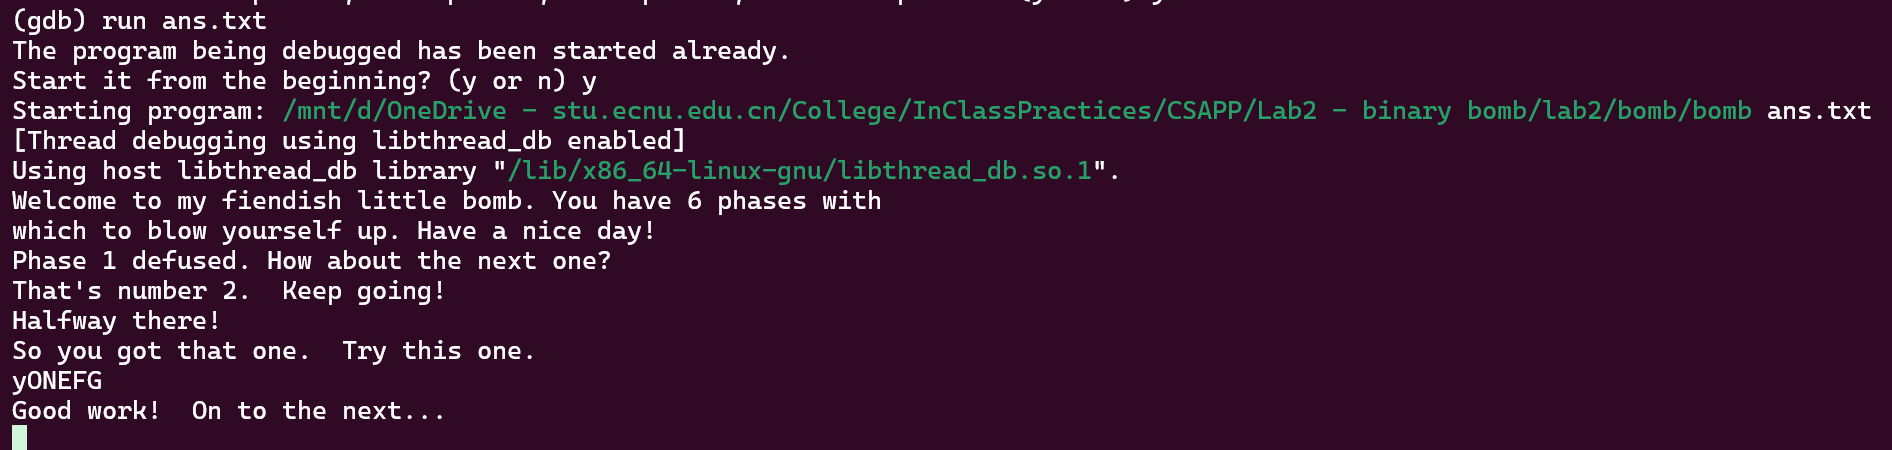 (gdb) run ans.txt
The program being debugged has been started already.
Start it from the beginning? (y or n) y
Starting program: /mnt/d/OneDrive - stu.ecnu.edu.cn/College/InClassPractices/CSAPP/Lab2 - binary bomb/lab2/bomb/bomb ans.txt
[Thread debugging using libthread_db enabled]
Using host libthread_db library "/lib/x86_64-linux-gnu/libthread_db.so.1".
Welcome to my fiendish little bomb. You have 6 phases with
which to blow yourself up. Have a nice day!
Phase 1 defused. How about the next one?
That's number 2.  Keep going!
Halfway there!
So you got that one.  Try this one.
yONEFG
Good work!  On to the next...